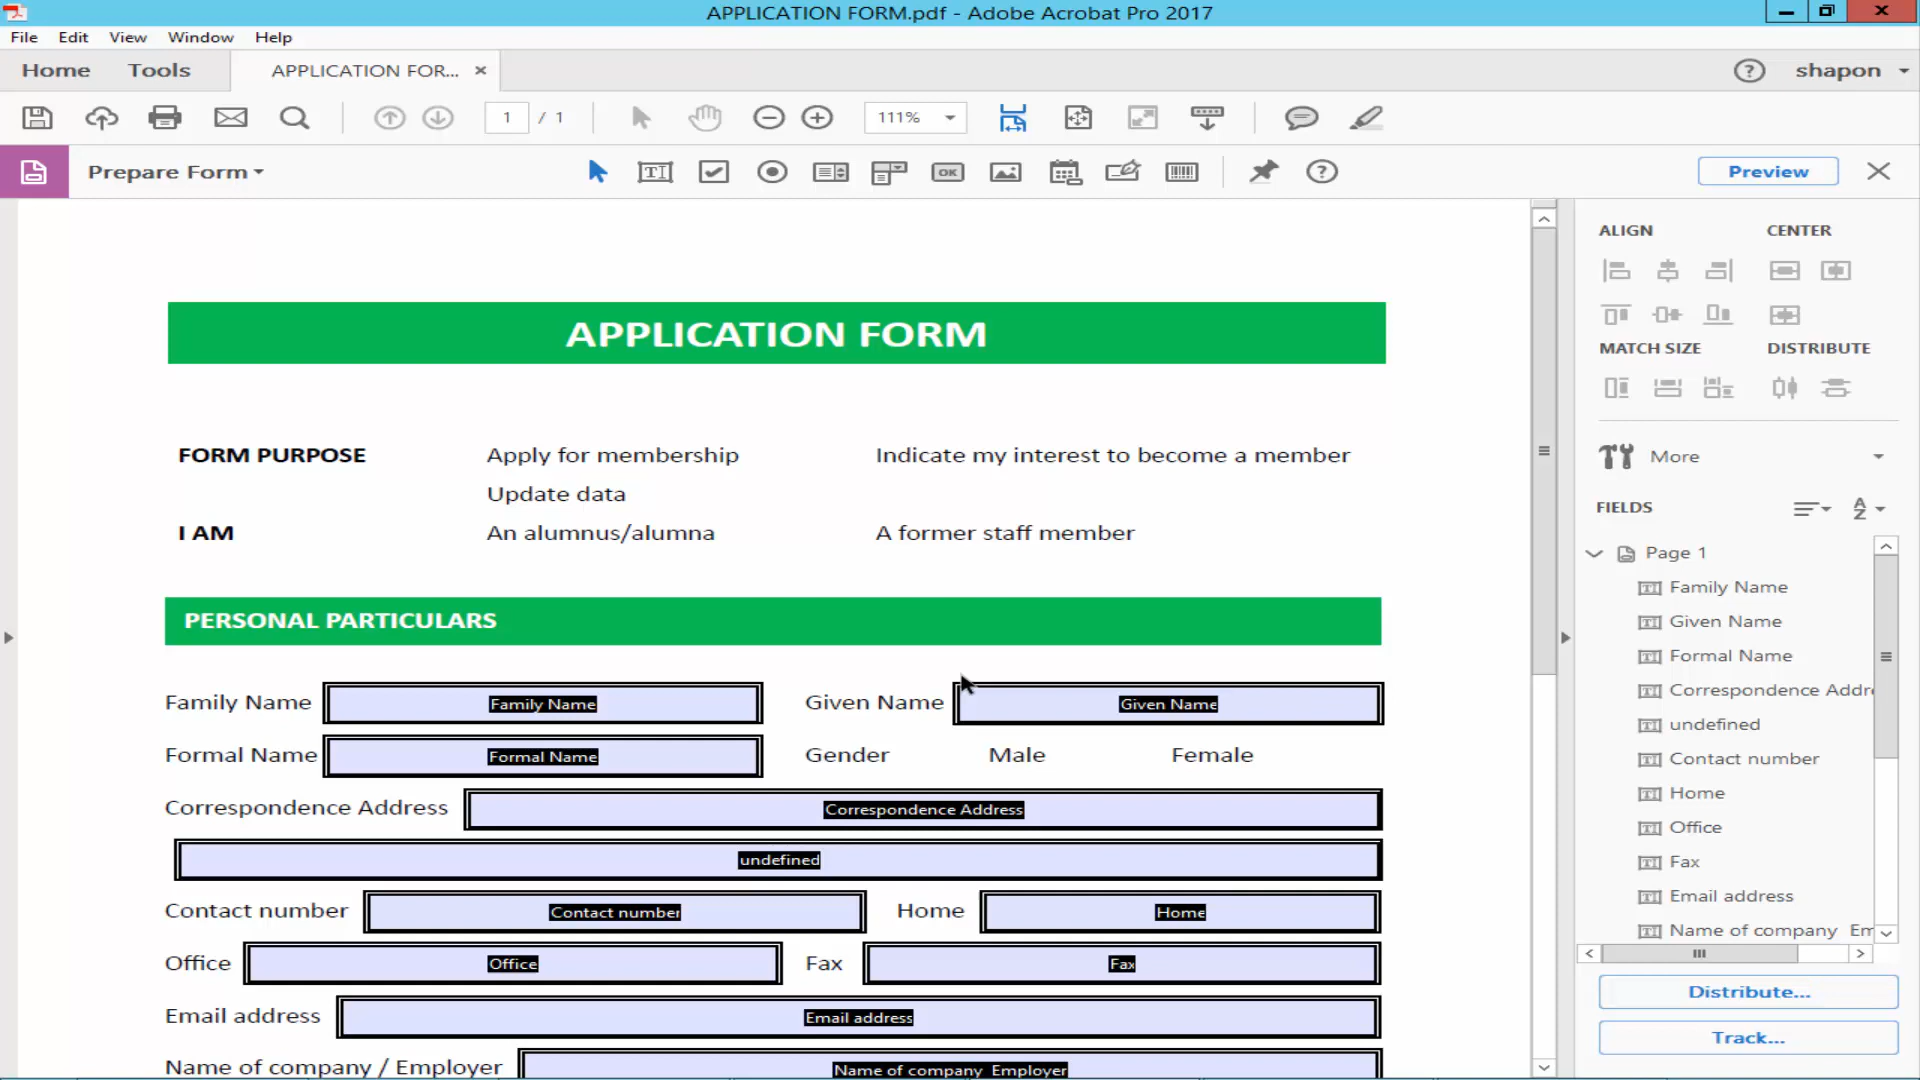 APPLICATION FORM.pdf - Adobe Acrobat Pro 2017
File Edit View Window Help
Home Tools APPLICATION FOR... × shapon
1 / 1 111%
Prepare Form OK Preview
ALIGN CENTER
APPLICATION FORM
MATCH SIZE DISTRIBUTE
FORM PURPOSE Apply for membership Indicate my interest to become a member
More
Update data
FIELDS
I AM An alumnus/alumna A former staff member
Page 1
Family Name
PERSONAL PARTICULARS
Given Name
Formal Name
Correspondence Addre
undefined
Contact number
Home
Office
Fax
Email address
Name of company Em
Family Name Family Name Given Name Given Name
Formal Name Formal Name Gender Male Female
Correspondence Address Correspondence Address
undefined
Contact number Contact number Home Home
Office Office Fax Fax
Email address Email address
Name of company / Employer Name of company Employer
Distribute...
Track...